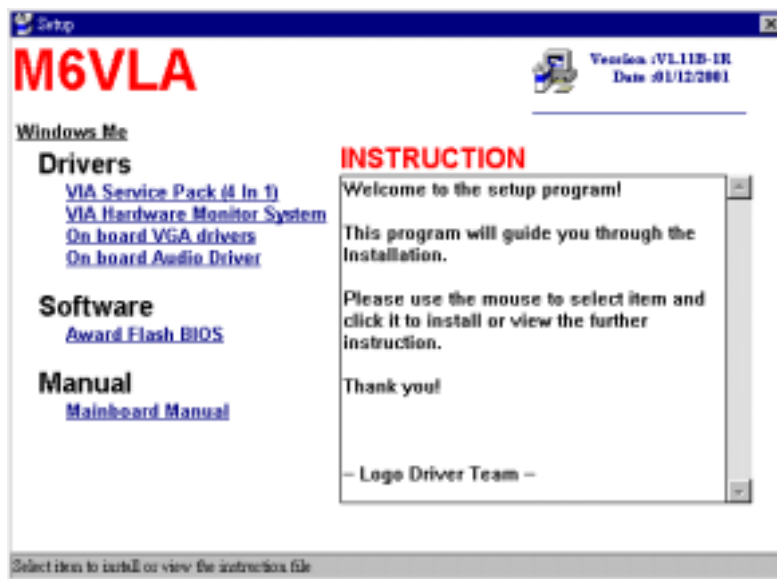 Setup
M6VLA
Version :V1.11B-1R
Date :01/12/2001
Windows Me
Drivers
VIA Service Pack (4 In 1)
VIA Hardware Monitor System
On board VGA drivers
On board Audio Driver
Software
Award Flash BIOS
Manual
Mainboard Manual
INSTRUCTION
Welcome to the setup program!
This program will guide you through the
Installation.
Please use the mouse to select item and
click it to install or view the further
instruction.
Thank you!
-- Logo Driver Team --
Select item to install or view the instruction file